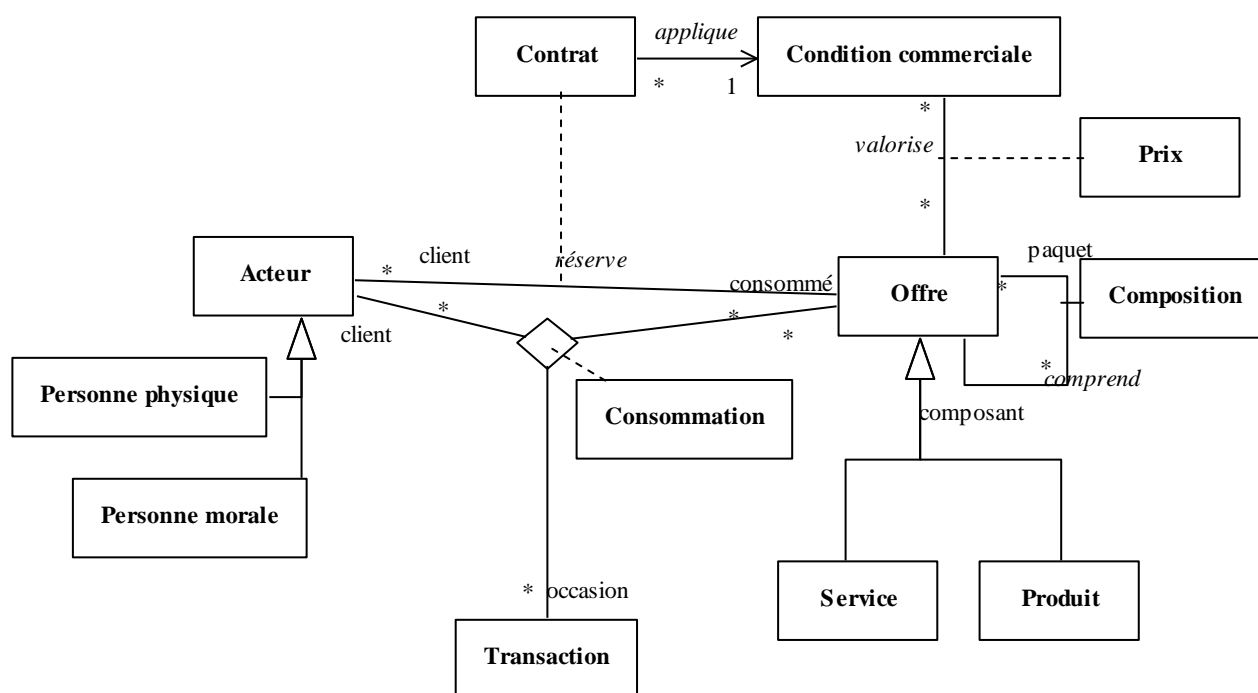 applique
Contrat
Condition commerciale
*
1
*
valorise
Prix
*
client
réserve
paquet
Acteur
*
consommé
Offre
*
Composition
*
*
*
client
*
comprend
Personne physique
Consommation
composant
Personne morale
* occasion
Service
Produit
Transaction